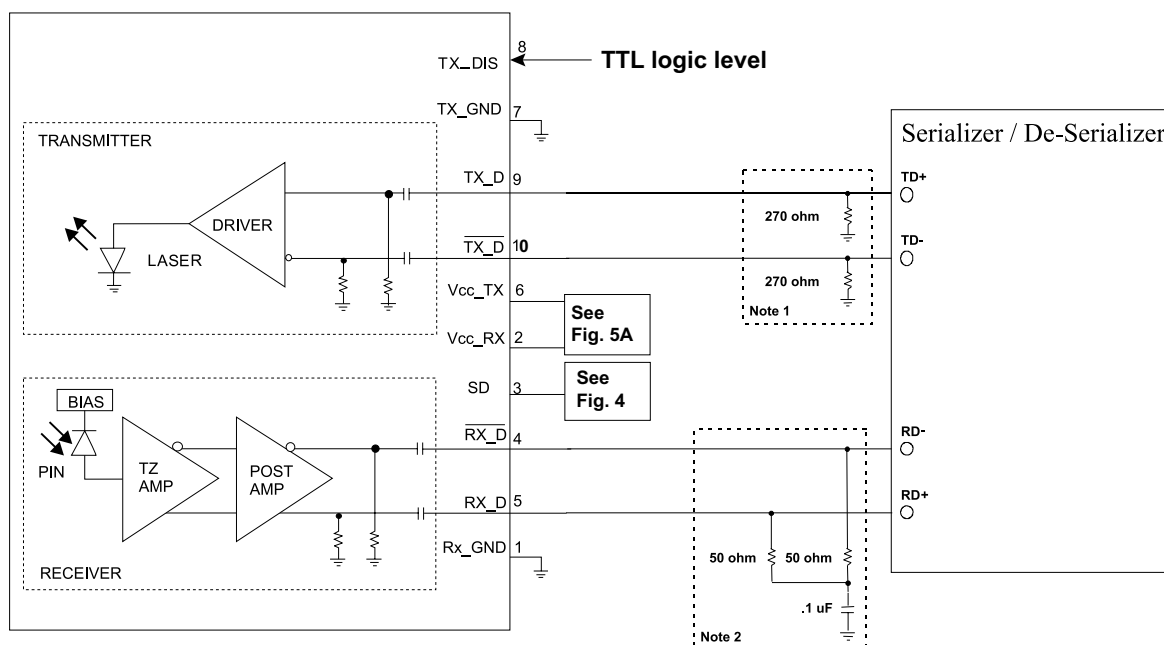 8
TX_DIS
TTL logic level
TX_GND
7
Serializer / De-Serializer
TRANSMITTER
TX_D
9
TD+
270 ohm
DRIVER
LASER
TX_D
10
TD-
270 ohm
Note 1
Vcc_TX
6
See
Fig. 5A
Vcc_RX
2
SD
3
See
Fig. 4
BIAS
PIN
TZ
AMP
POST
AMP
RX_D
4
RD-
RX_D
5
RD+
50 ohm
50 ohm
Rx_GND
1
.1 uF
RECEIVER
Note 2